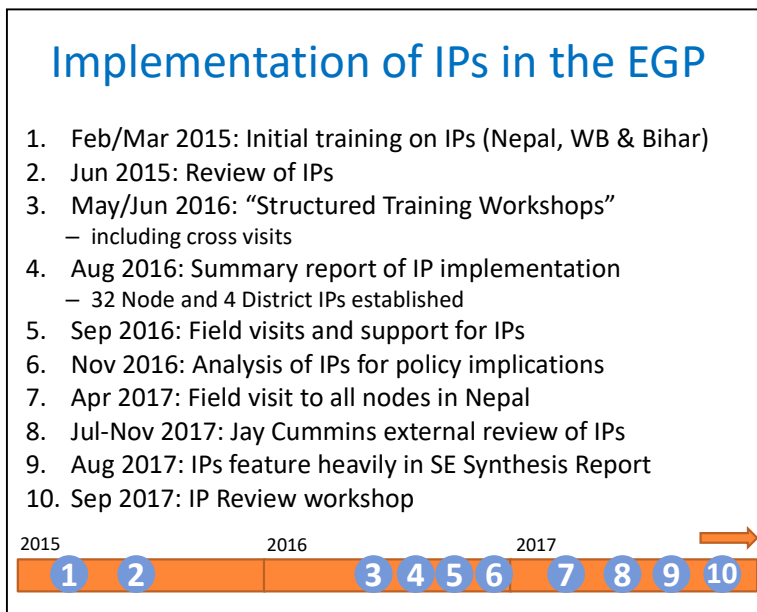 Implementation of IPs in the EGP
1. Feb/Mar 2015: Initial training on IPs (Nepal, WB & Bihar)
2. Jun 2015: Review of IPs
3. May/Jun 2016: “Structured Training Workshops”
– including cross visits
4. Aug 2016: Summary report of IP implementation
– 32 Node and 4 District IPs established
5. Sep 2016: Field visits and support for IPs
6. Nov 2016: Analysis of IPs for policy implications
7. Apr 2017: Field visit to all nodes in Nepal
8. Jul-Nov 2017: Jay Cummins external review of IPs
9. Aug 2017: IPs feature heavily in SE Synthesis Report
10. Sep 2017: IP Review workshop
2015 2016 2017
1 2 3 4 5 6 7 8 9 10